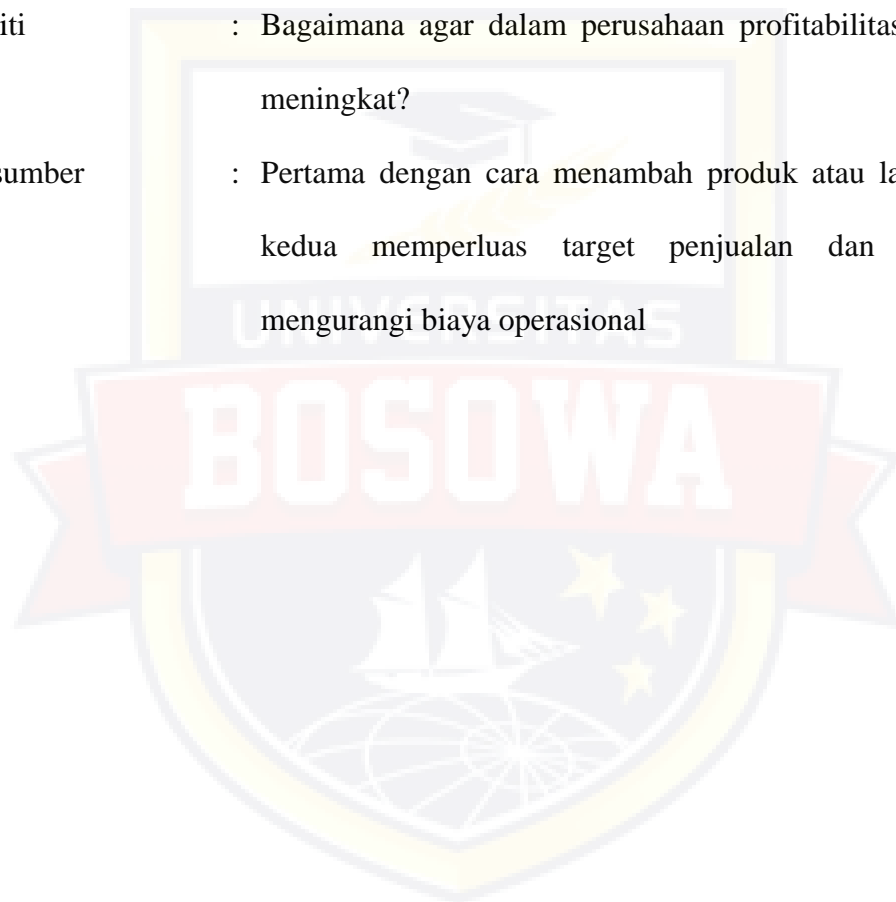 iti : Bagaimana agar dalam perusahaan profitabilitas
meningkat?
sumber : Pertama dengan cara menambah produk atau la
kedua memperluas target penjualan dan
mengurangi biaya operasional
UNIVERSITAS
BOSOWA